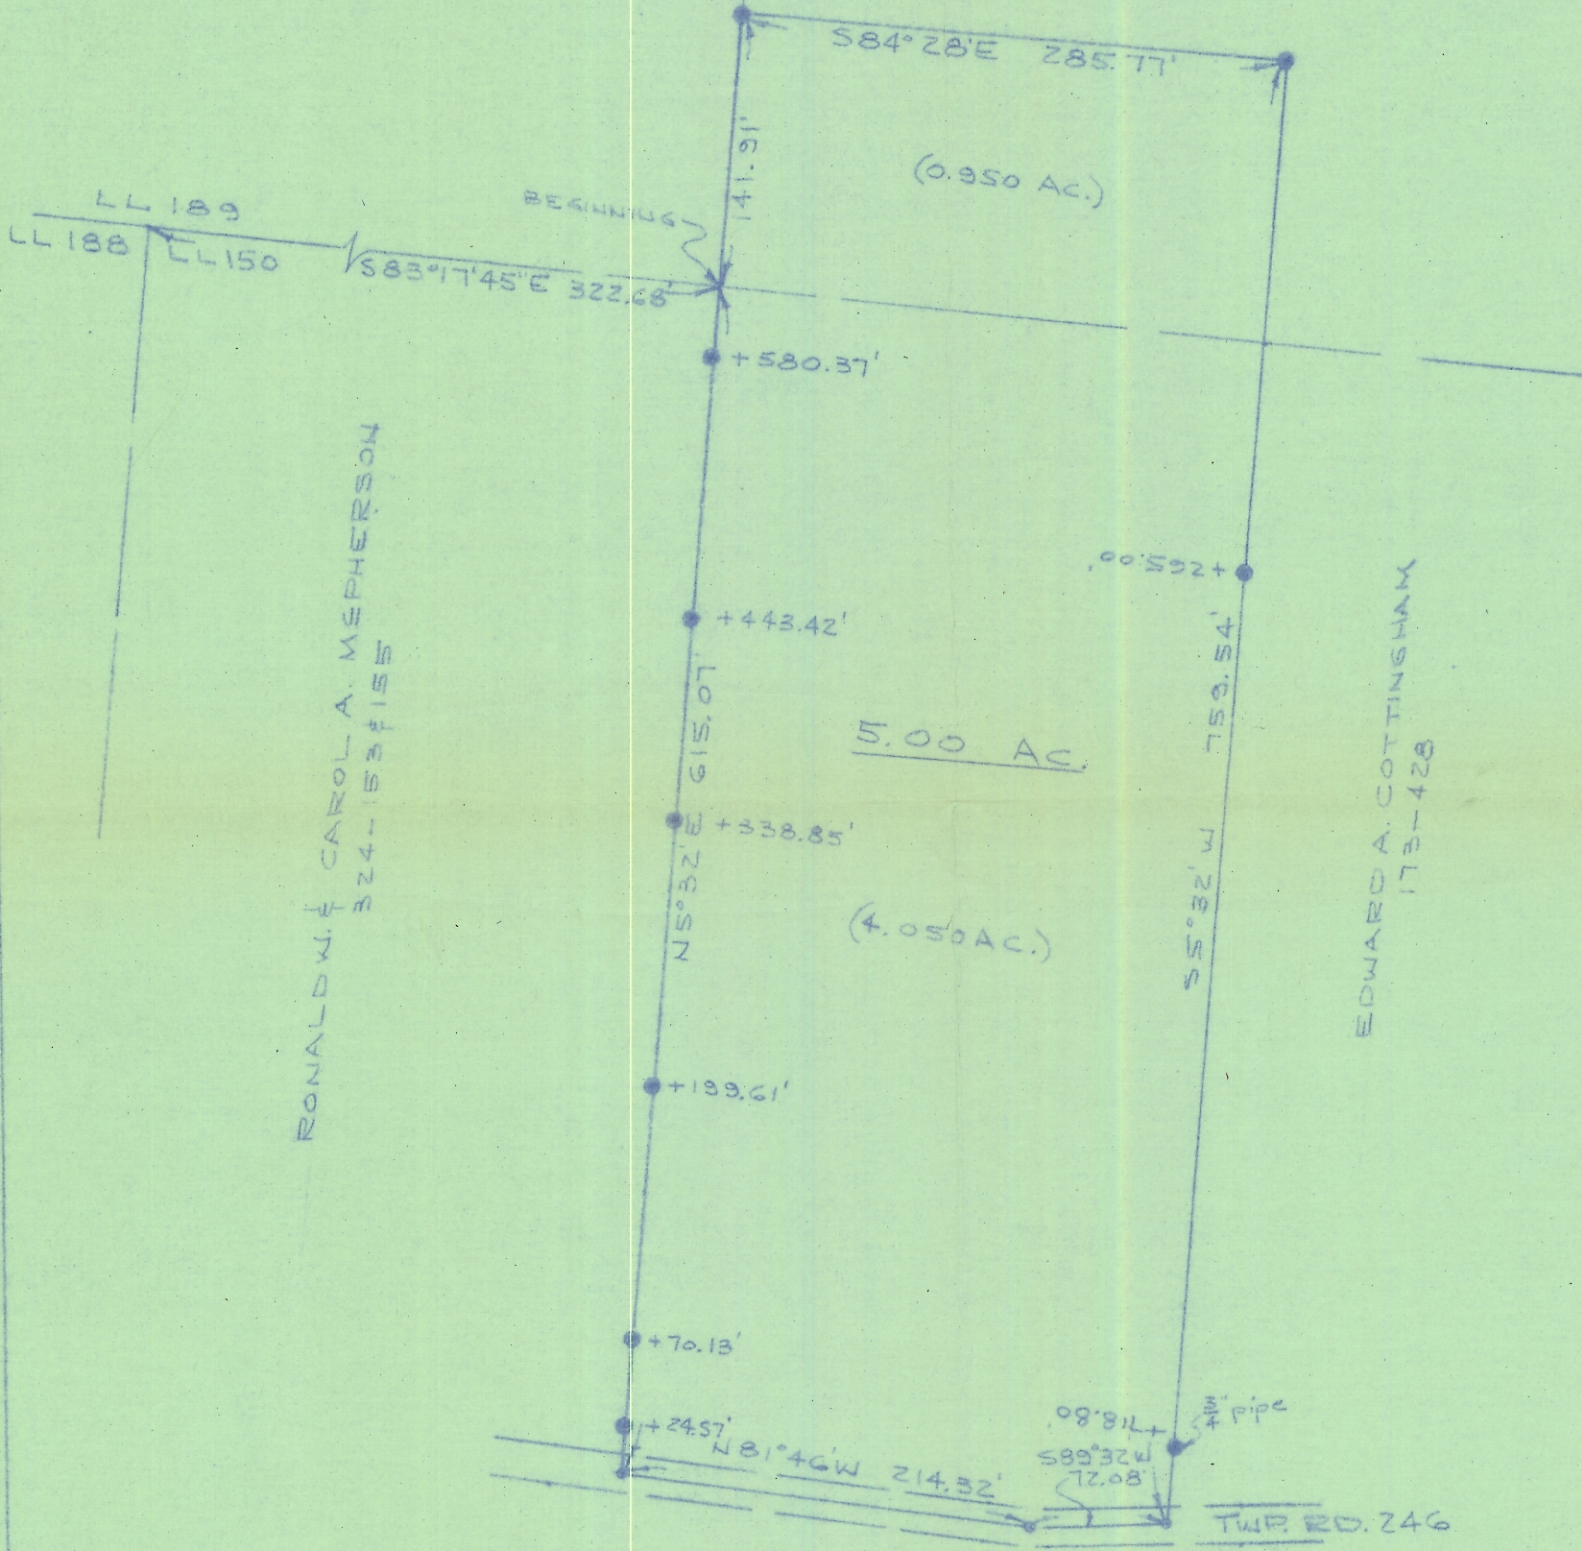 S84°28'E 285.77'
141.91'
(0.950 AC.)
BEGINNING
LL 189
LL 188
LL 150
S83°17'45"E 322.68'
+580.37'
RONALD W. & CAROL A. MCPHERSON
324-153 & 155
+443.42'
+265.00'
N5°32'E 615.07'
5.00 AC.
S5°32'W 759.54'
EDWARD A. COTTINGHAM
173-428
+338.85'
(4.050 AC.)
+199.61'
+70.13'
+24.57'
+718.80'
3/4" pipe
N81°46'W 214.32'
S89°32'W
72.08'
TWP. RD. 246